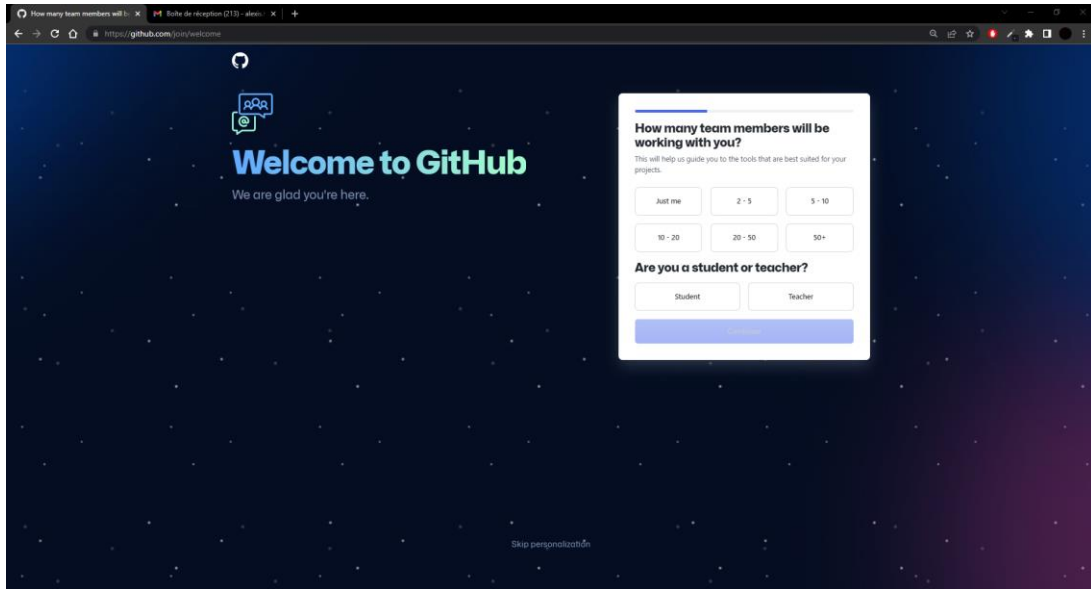 How many team members will b
Boîte de réception (213) - alexis.
https://github.com/join/welcome
@
Welcome to GitHub
We are glad you're here.
How many team members will be
working with you?
This will help us guide you to the tools that are best suited for your
projects.
Just me
2 - 5
5 - 10
10 - 20
20 - 50
50+
Are you a student or teacher?
Student
Teacher
Continue
Skip personalization